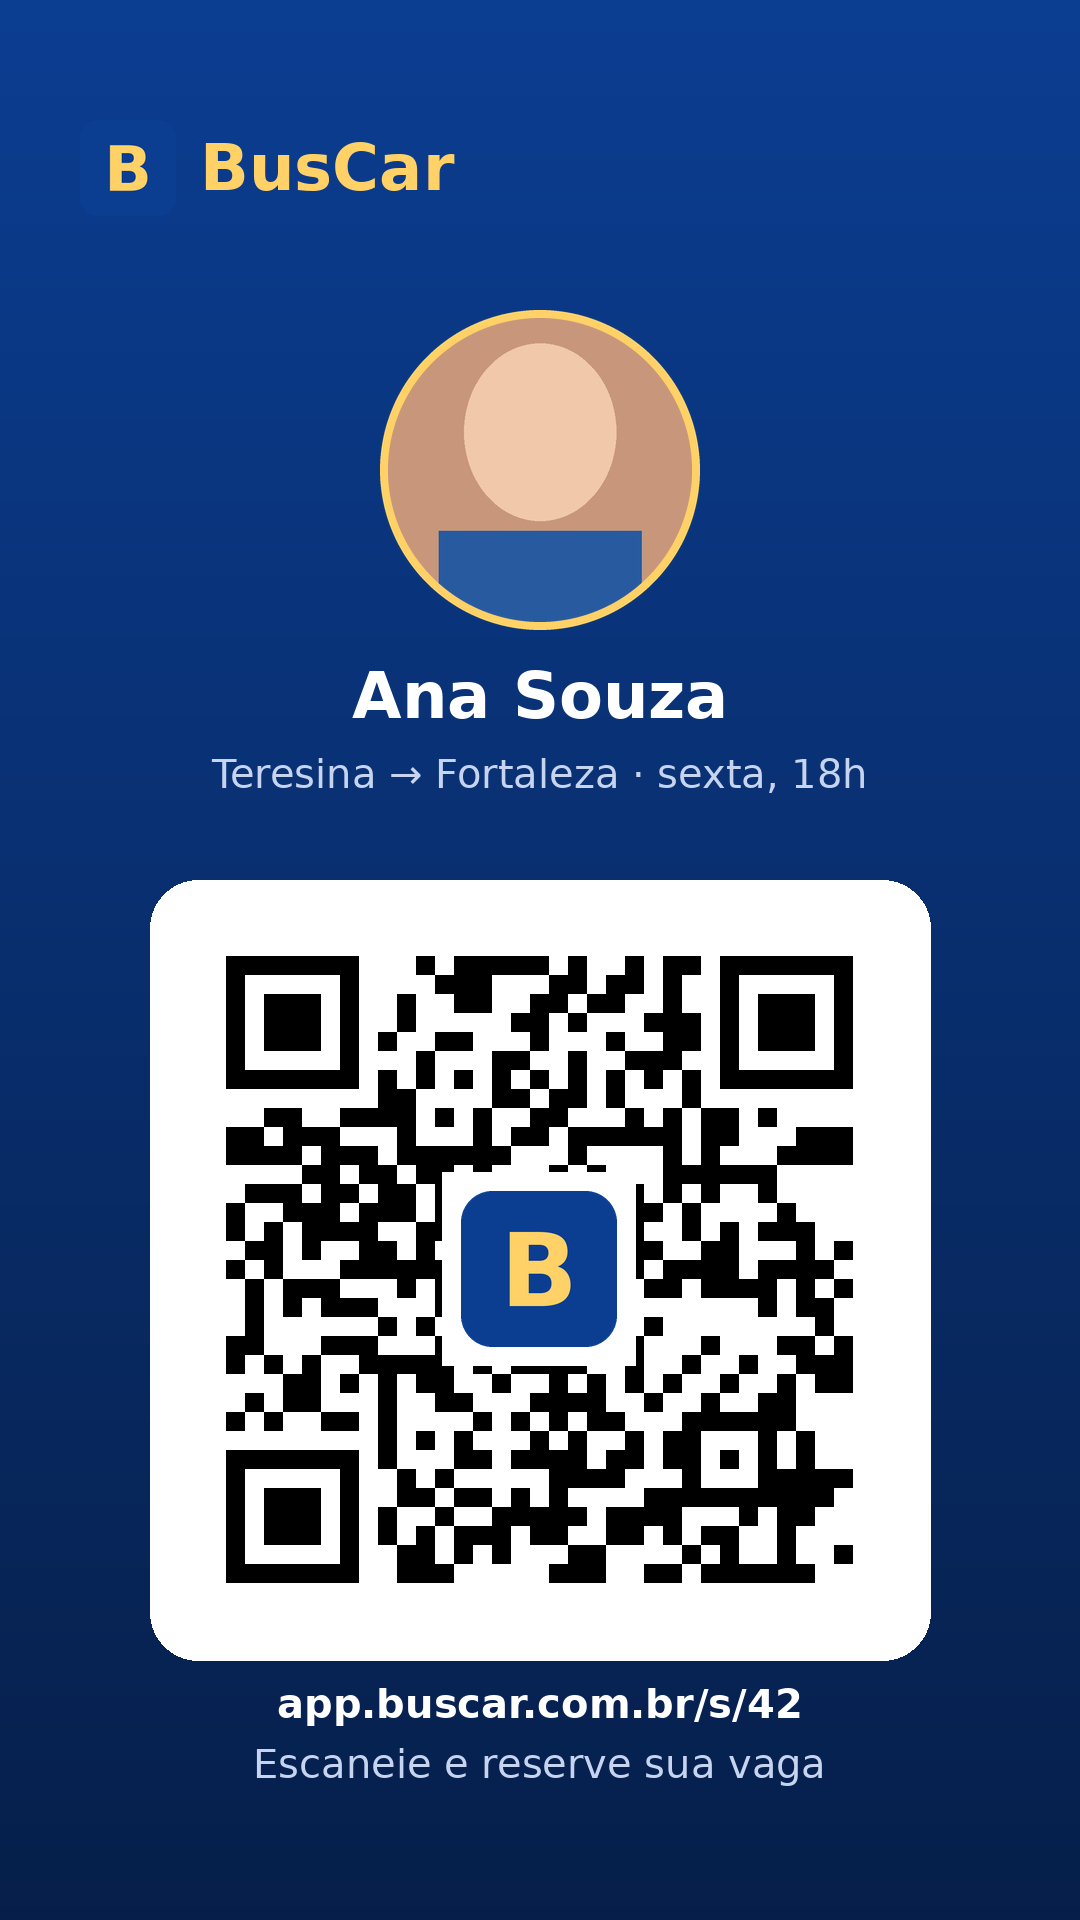 B BusCar
Ana Souza
Teresina → Fortaleza · sexta, 18h
B
app.buscar.com.br/s/42
Escaneie e reserve sua vaga